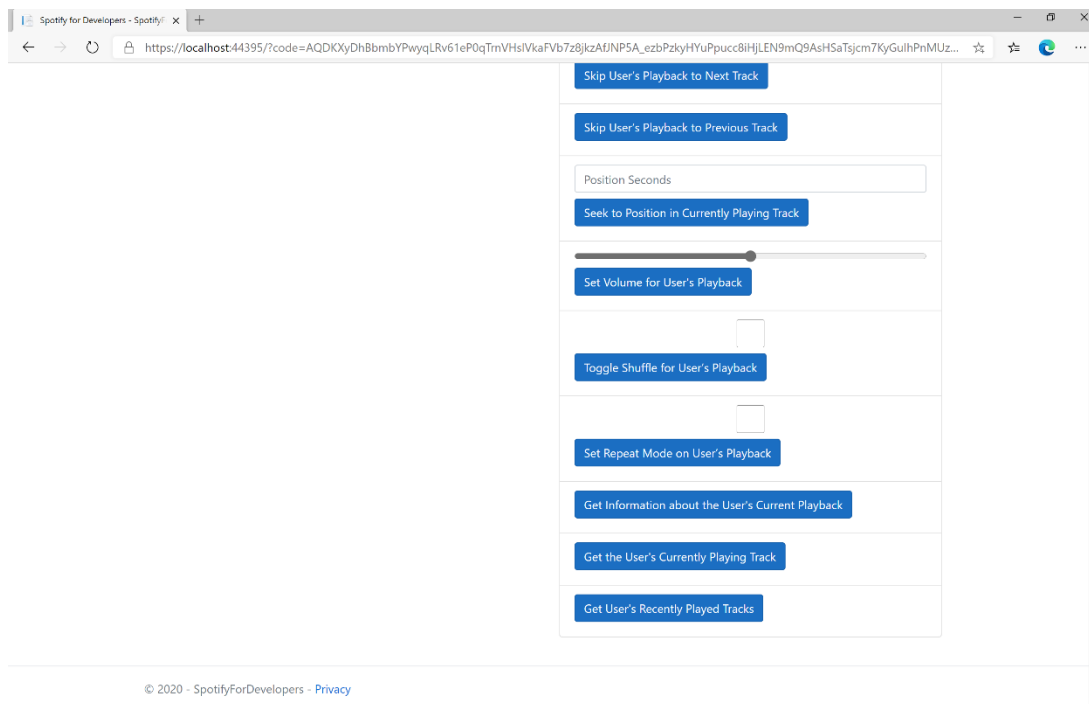 Spotify for Developers - Spotify
https://localhost:44395/?code=AQDKXyDhBbmbYPwyqLRv61eP0qTrnVHslVkaFVb7z8jkzAfJNP5A_ezbPzkyHYuPpucc8iHjLEN9mQ9AsHSaTsjcm7KyGulhPnMUz...
Skip User's Playback to Next Track
Skip User's Playback to Previous Track
Position Seconds
Seek to Position in Currently Playing Track
Set Volume for User's Playback
Toggle Shuffle for User's Playback
Set Repeat Mode on User's Playback
Get Information about the User's Current Playback
Get the User's Currently Playing Track
Get User's Recently Played Tracks
© 2020 - SpotifyForDevelopers - Privacy